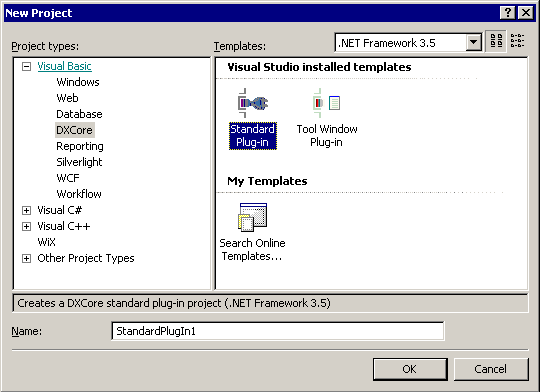 New Project
Project types:
Templates:
.NET Framework 3.5
Visual Basic
Windows
Web
Database
DXCore
Reporting
Silverlight
WCF
Workflow
Visual C#
Visual C++
WiX
Other Project Types
Visual Studio installed templates
Standard
Plug-in
Tool Window
Plug-in
My Templates
Search Online
Templates...
Creates a DXCore standard plug-in project (.NET Framework 3.5)
Name:
StandardPlugIn1
OK
Cancel